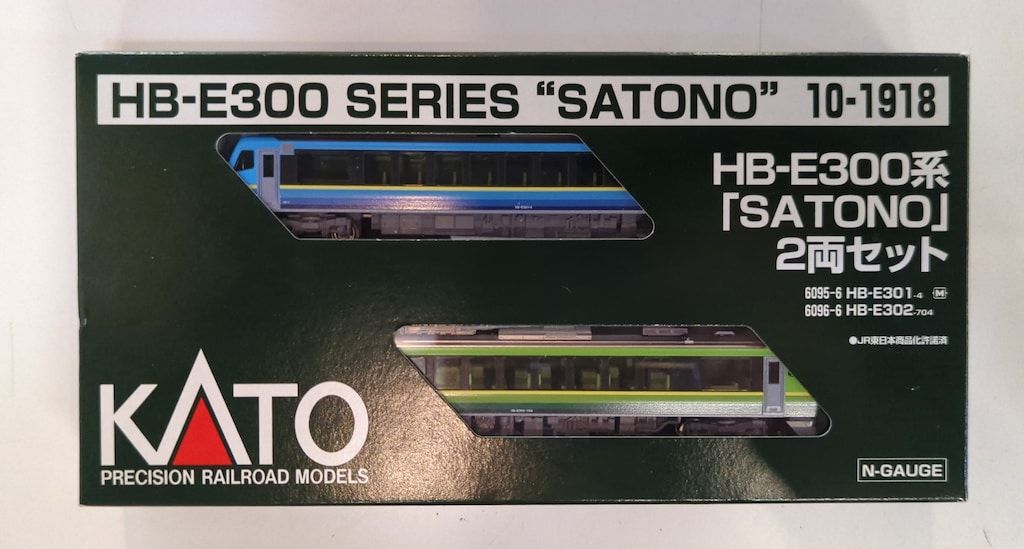 HB-E300 SERIES “SATONO” 10-1918
HB-E300系
「SATONO」
2両セット
6095-6 HB-E301-4 M
6096-6 HB-E302-704
●JR東日本商品化許諾済
KATO
PRECISION RAILROAD MODELS
N-GAUGE